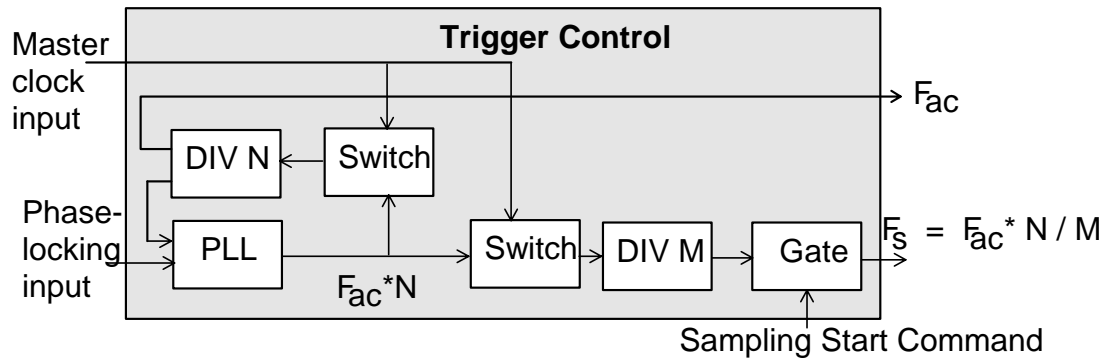 Trigger Control
Master
clock
input
Fac
DIV N
Switch
Phase-
locking
input
PLL
Fac*N
Switch
DIV M
Gate
Fs = Fac* N / M
Sampling Start Command